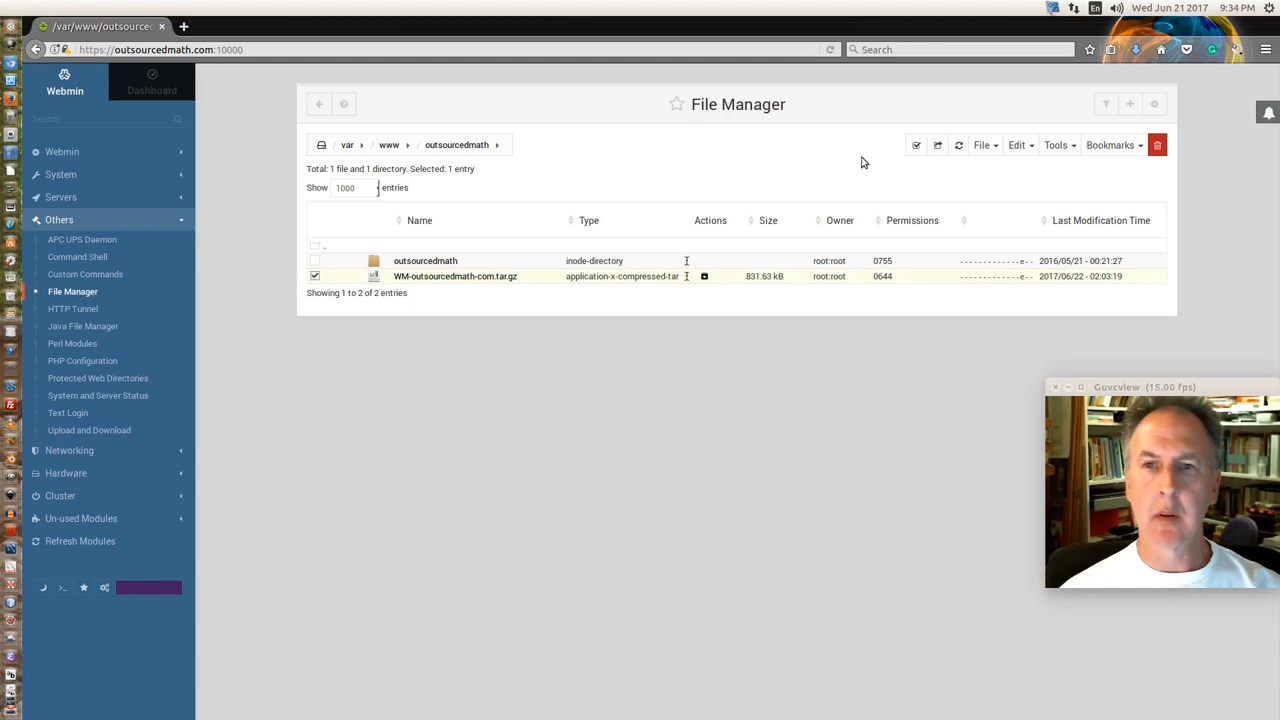 En
Wed Jun 21 2017 9:34 PM
/var/www/outsourced
https://outsourcedmath.com:10000
Search
Webmin
Dashboard
Search
Webmin
System
Servers
Others
APC UPS Daemon
Command Shell
Custom Commands
File Manager
HTTP Tunnel
Java File Manager
Perl Modules
PHP Configuration
Protected Web Directories
System and Server Status
Text Login
Upload and Download
Networking
Hardware
Cluster
Un-used Modules
Refresh Modules
File Manager
var www outsourcedmath
File Edit Tools Bookmarks
Total: 1 file and 1 directory. Selected: 1 entry
Show 1000 entries
Name Type Actions Size Owner Permissions Last Modification Time
..
outsourcedmath inode-directory root:root 0755 -------------e-- 2016/05/21 - 00:21:27
WM-outsourcedmath-com.tar.gz application-x-compressed-tar 831.63 kB root:root 0644 -------------e-- 2017/06/22 - 02:03:19
Showing 1 to 2 of 2 entries
Guvcview (15.00 fps)